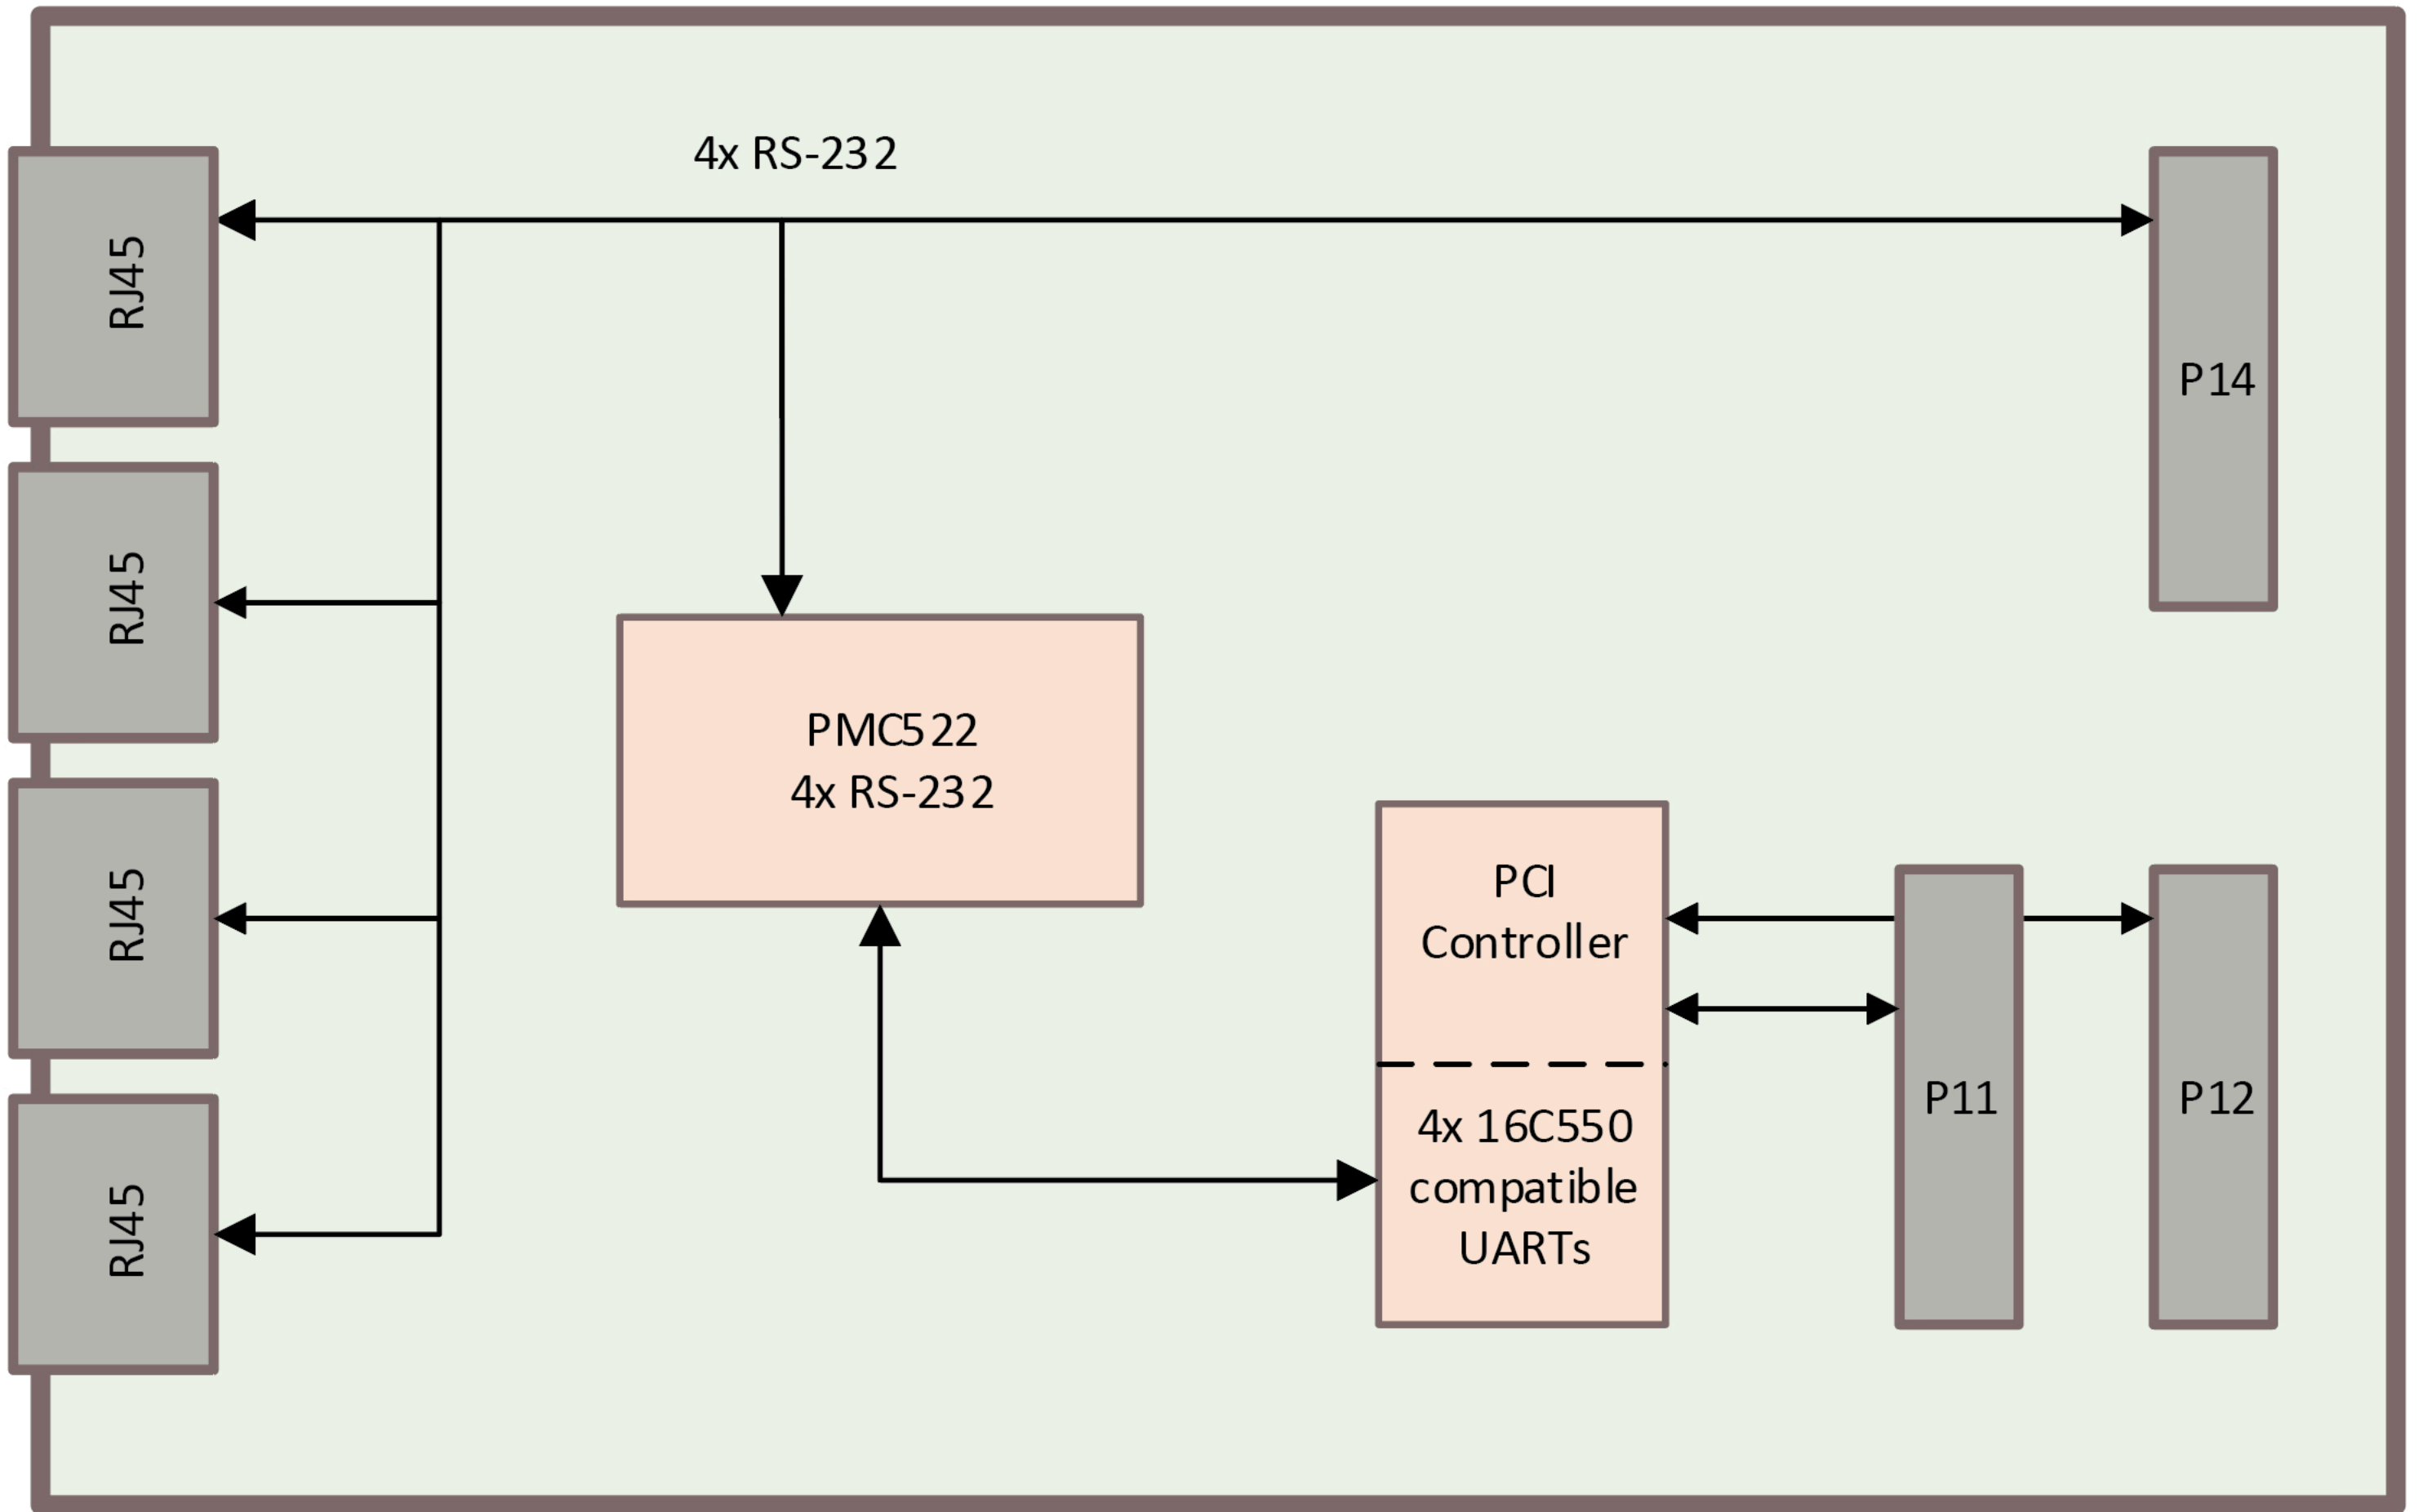 4x RS-232
RJ45
P14
RJ45
PMC522
4x RS-232
RJ45
PCI
Controller
P11
P12
4x 16C550
compatible
UARTs
RJ45